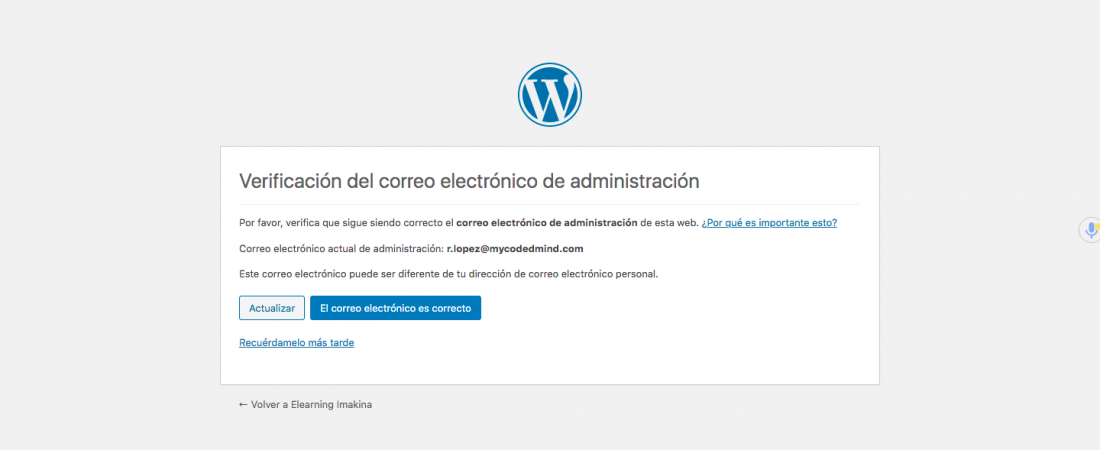 Verificación del correo electrónico de administración
Por favor, verifica que sigue siendo correcto el correo electrónico de administración de esta web. ¿Por qué es importante esto?
Correo electrónico actual de administración: r.lopez@mycodedmind.com
Este correo electrónico puede ser diferente de tu dirección de correo electrónico personal.
Actualizar El correo electrónico es correcto
Recuérdamelo más tarde
← Volver a Elearning Imakina